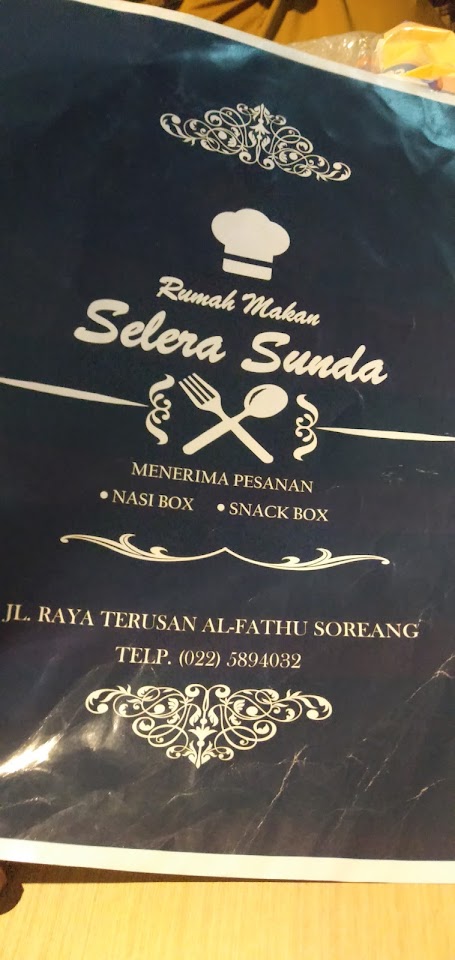 Rumah Makan
Selera Sunda
MENERIMA PESANAN
• NASI BOX • SNACK BOX
JL. RAYA TERUSAN AL-FATHU SOREANG
TELP. (022) 5894032